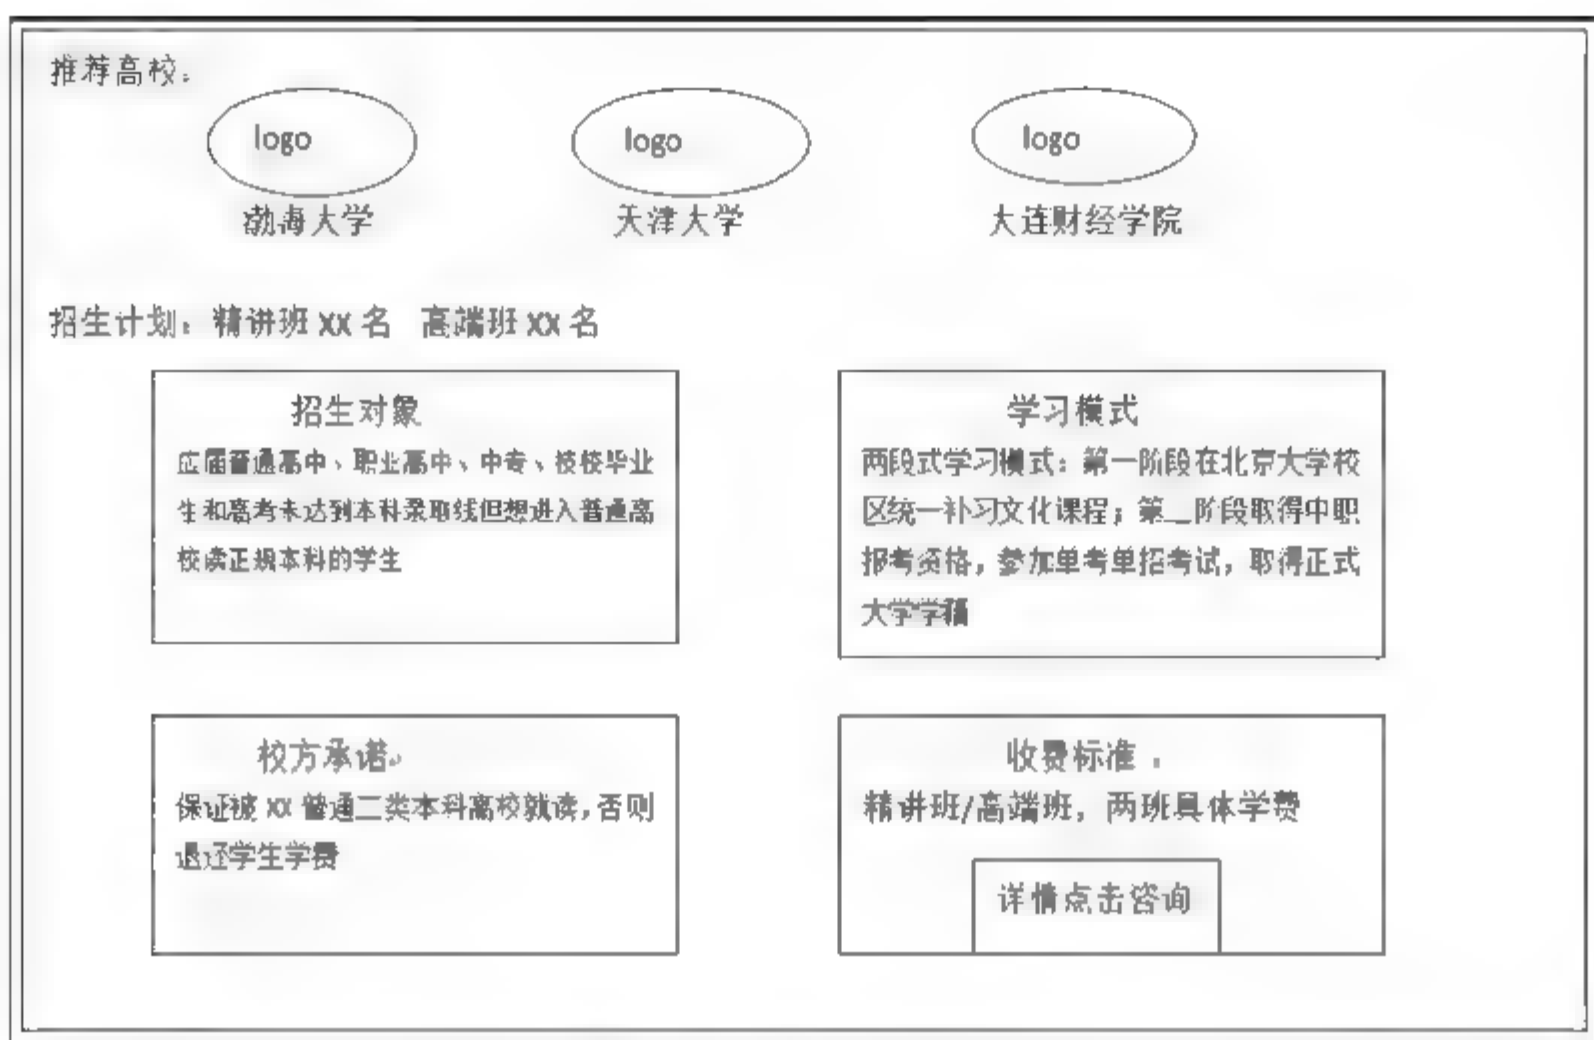 推荐高校：
logo logo logo
渤海大学 天津大学 大连财经学院
招生计划：精讲班 XX 名 高端班 XX 名
招生对象
应届普通高中、职业高中、中专、技校毕业
生和高考未达到本科录取线但想进入普通高
校读正规本科的学生
学习模式
两段式学习模式：第一阶段在北京大学校
区统一补习文化课程；第二阶段取得中职
报考资格，参加单考单招考试，取得正式
大学学籍
校方承诺。
保证被 XX 普通二类本科高校就读，否则
退还学生学费
收费标准：
精讲班/高端班，两班具体学费
详情点击咨询